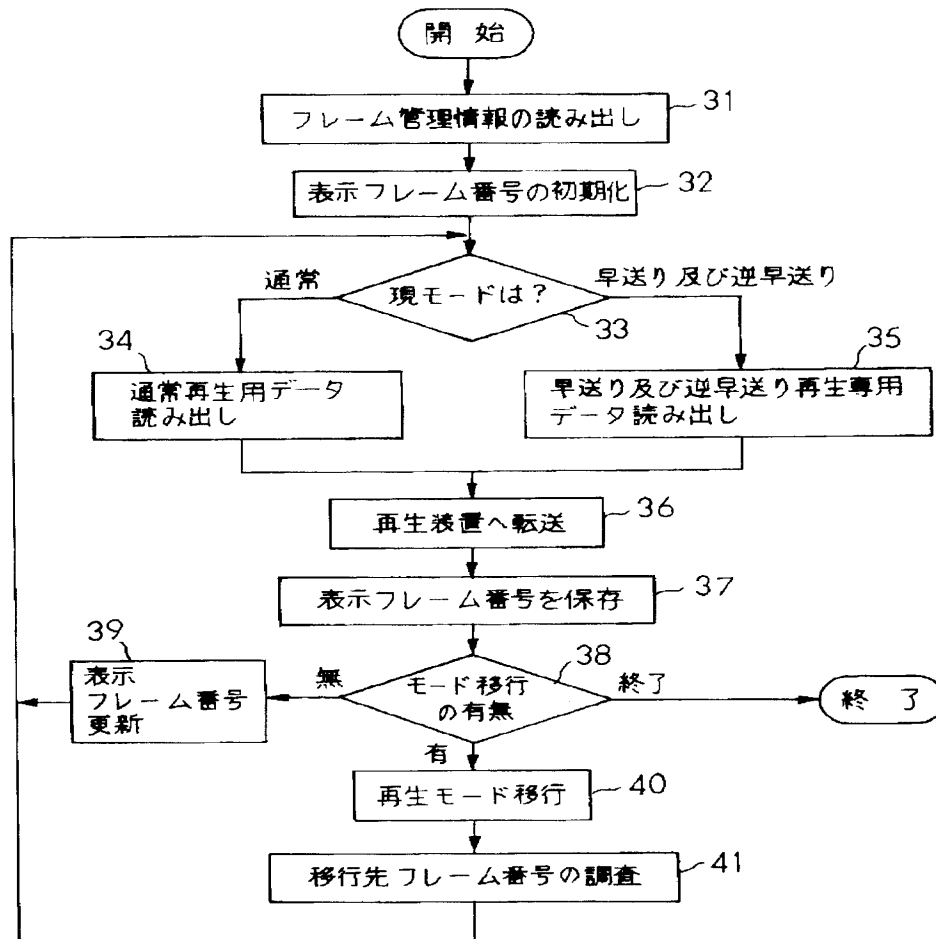 開始
フレーム管理情報の読み出し
31
表示フレーム番号の初期化
32
通常
現モードは?
早送り及び逆早送り
33
34
通常再生用データ
読み出し
35
早送り及び逆早送り再生専用
データ読み出し
再生装置へ転送
36
表示フレーム番号を保存
37
39
表示
フレーム番号
更新
無
モード移行
の有無
38
終了
終了
有
再生モード移行
40
移行先フレーム番号の調査
41